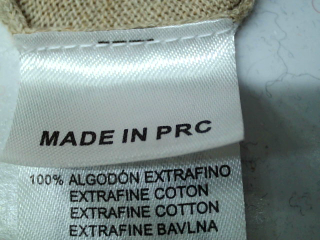 MADE IN PRC
100% ALGODÓN EXTRAFINO
EXTRAFINE COTON
EXTRAFINE COTTON
EXTRAFINE BAVLNA